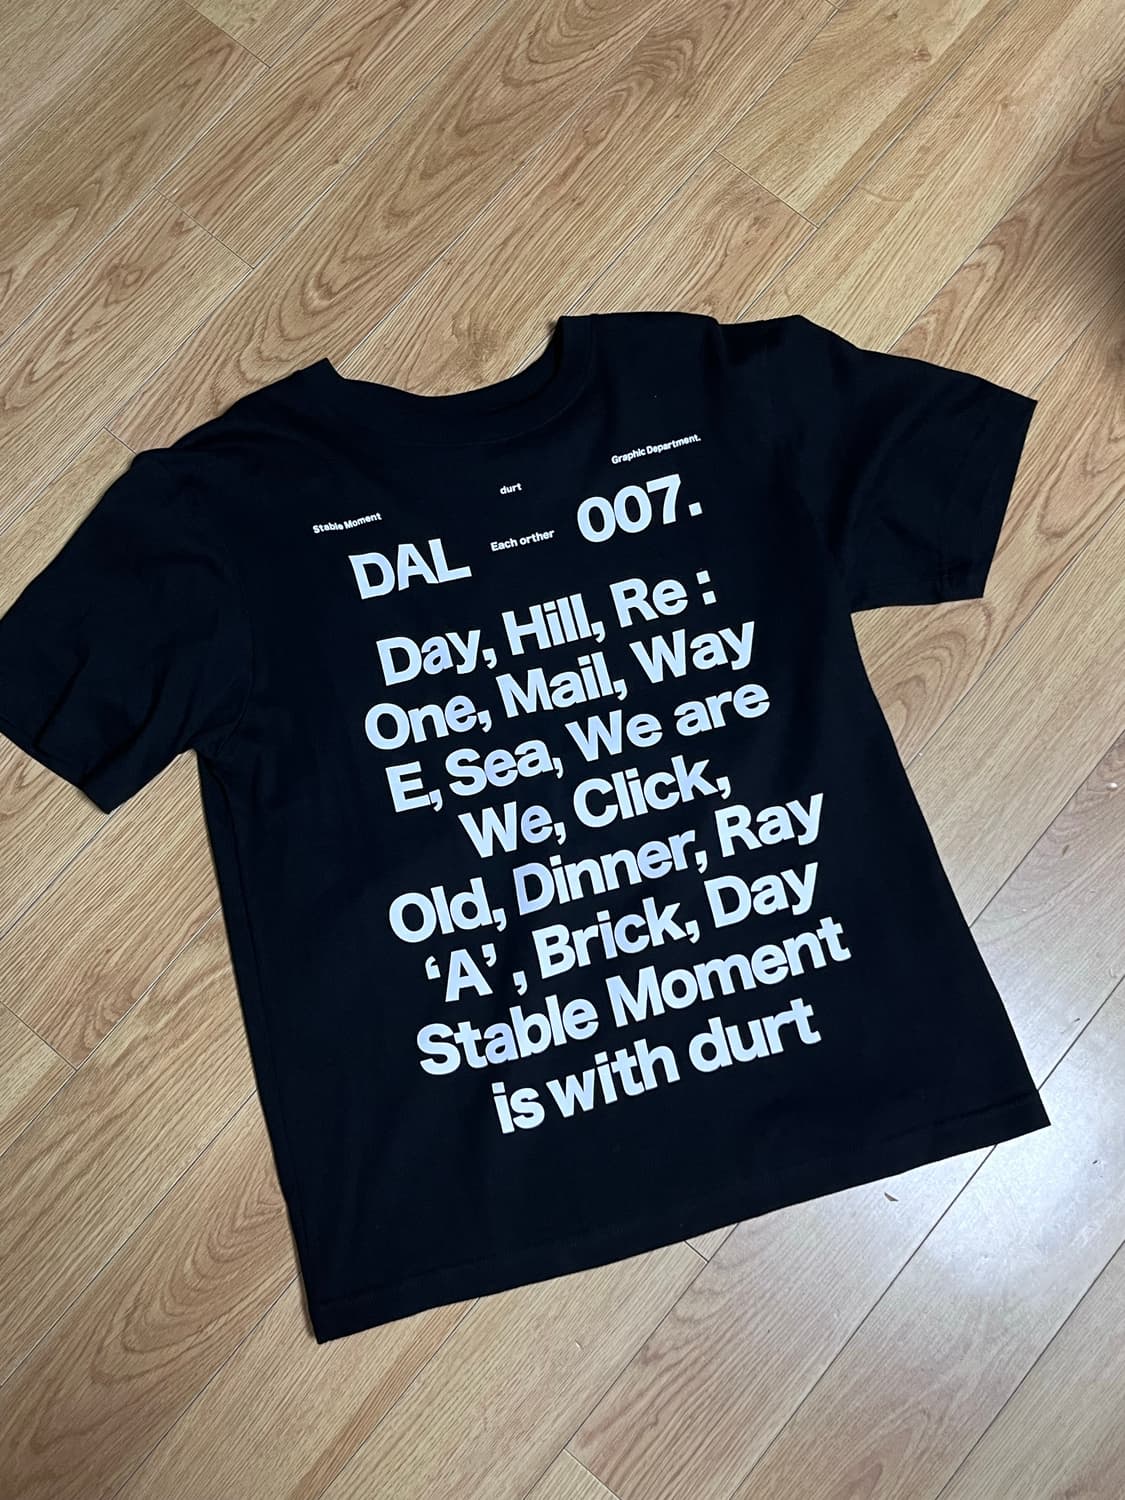 Graphic Department.
durt
Stable Moment
DAL Each orther 007.
Day, Hill, Re :
One, Mail, Way
E, Sea, We are
We, Click,
Old, Dinner, Ray
‘A’ , Brick, Day
Stable Moment
is with durt